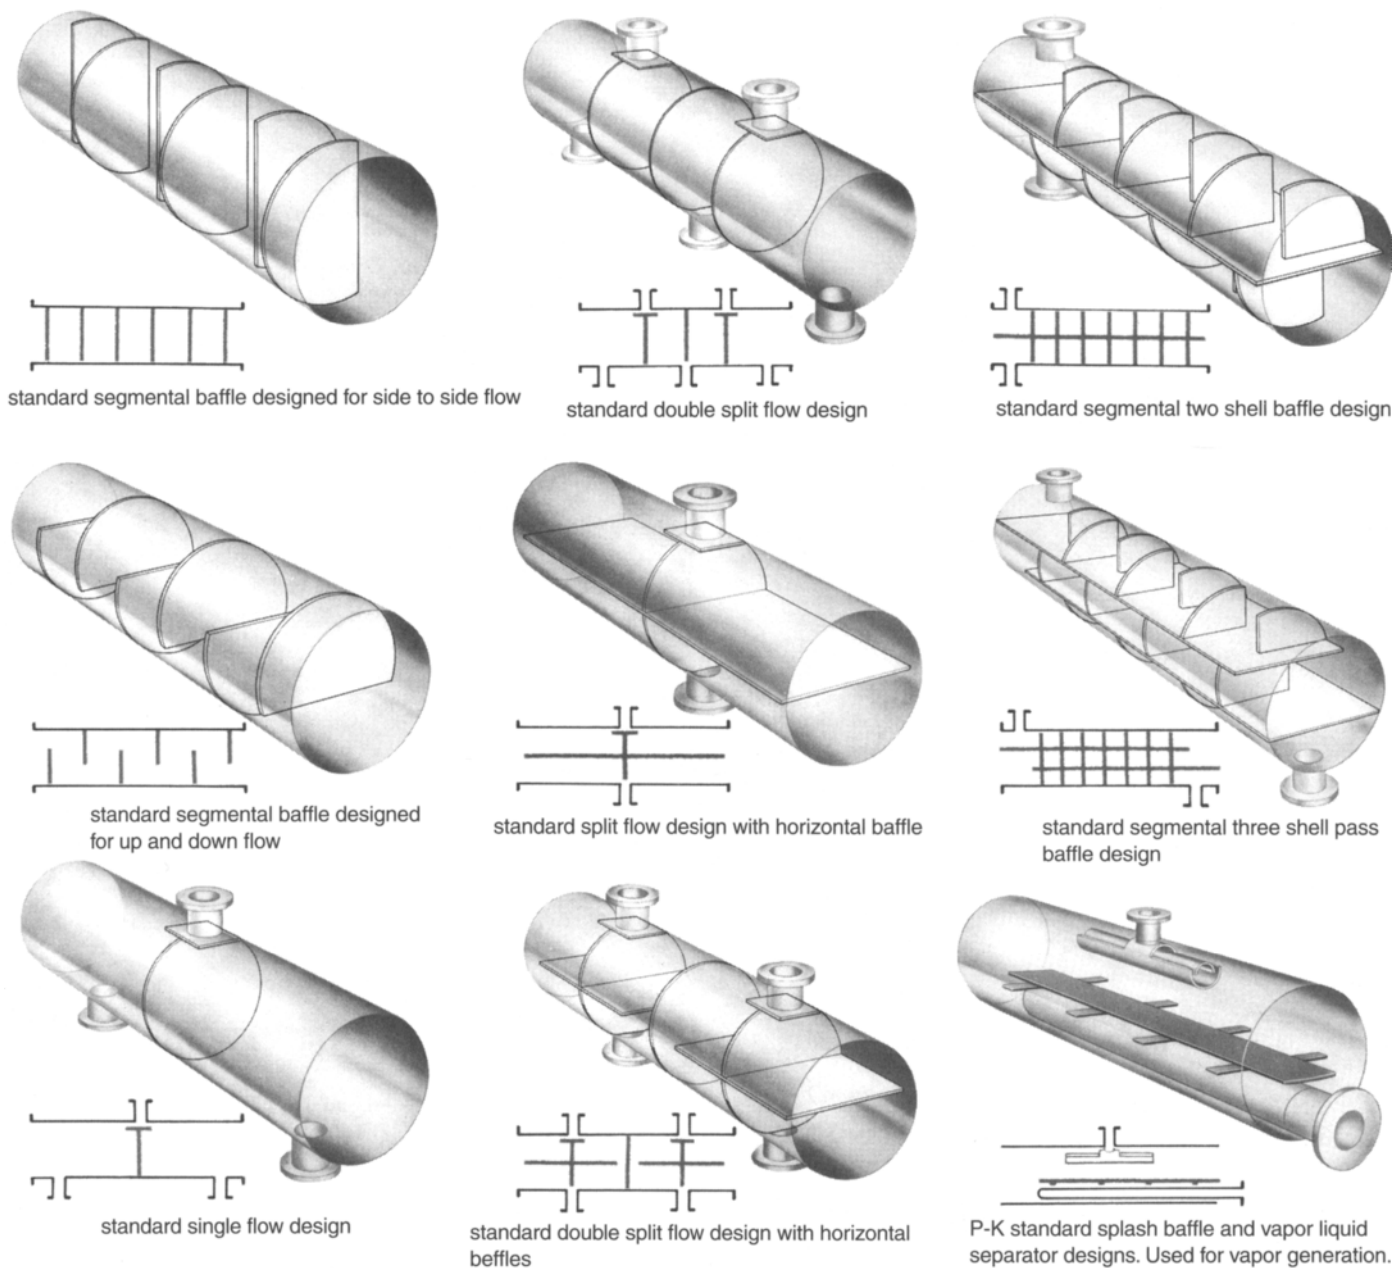 standard segmental baffle designed for side to side flow
standard double split flow design
standard segmental two shell baffle design
standard segmental baffle designed
for up and down flow
standard split flow design with horizontal baffle
standard segmental three shell pass
baffle design
standard single flow design
standard double split flow design with horizontal
beffles
P-K standard splash baffle and vapor liquid
separator designs. Used for vapor generation.